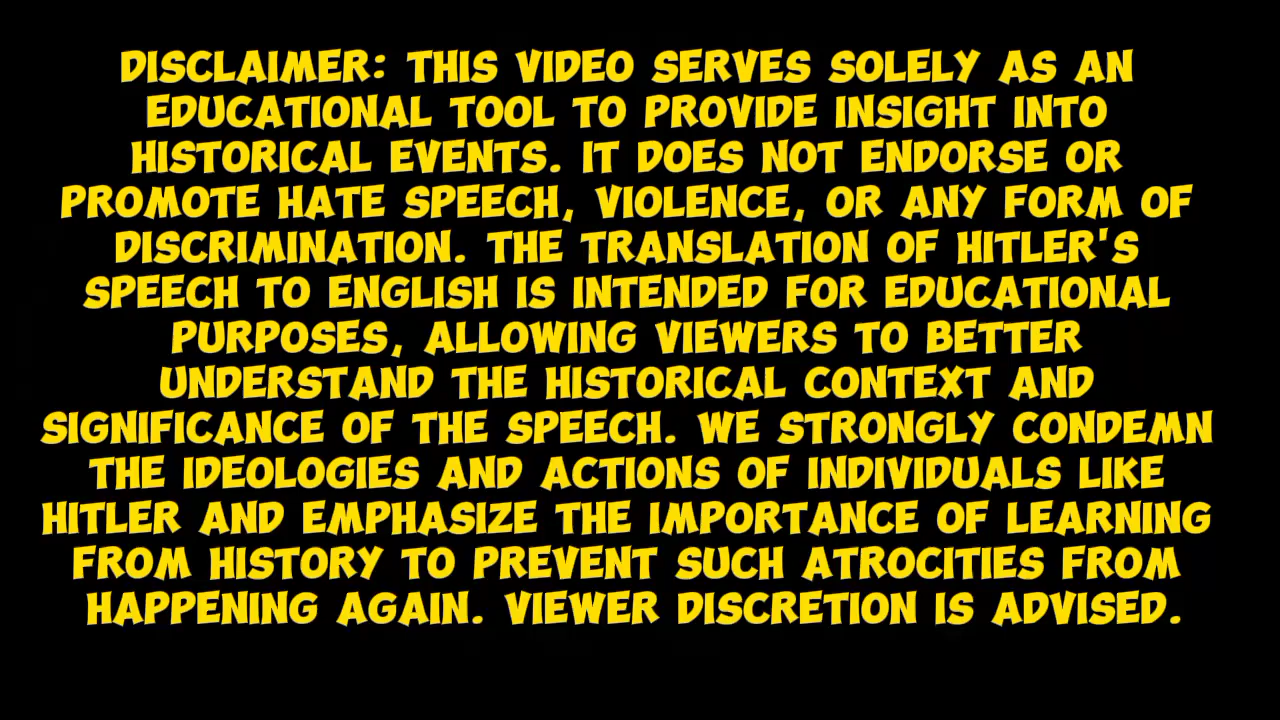 DISCLAIMER: THIS VIDEO SERVES SOLELY AS AN
EDUCATIONAL TOOL TO PROVIDE INSIGHT INTO
HISTORICAL EVENTS. IT DOES NOT ENDORSE OR
PROMOTE HATE SPEECH, VIOLENCE, OR ANY FORM OF
DISCRIMINATION. THE TRANSLATION OF HITLER'S
SPEECH TO ENGLISH IS INTENDED FOR EDUCATIONAL
PURPOSES, ALLOWING VIEWERS TO BETTER
UNDERSTAND THE HISTORICAL CONTEXT AND
SIGNIFICANCE OF THE SPEECH. WE STRONGLY CONDEMN
THE IDEOLOGIES AND ACTIONS OF INDIVIDUALS LIKE
HITLER AND EMPHASIZE THE IMPORTANCE OF LEARNING
FROM HISTORY TO PREVENT SUCH ATROCITIES FROM
HAPPENING AGAIN. VIEWER DISCRETION IS ADVISED.